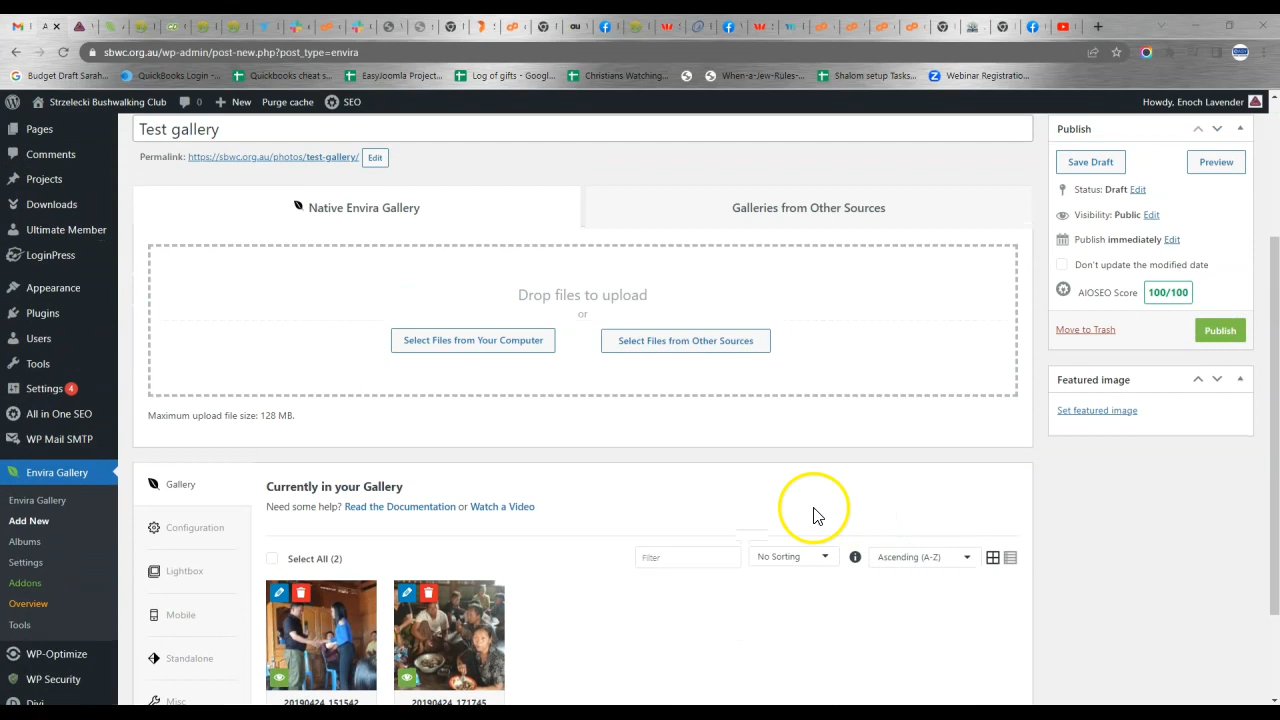 sbwc.org.au/wp-admin/post-new.php?post_type=envira
Budget Draft Sarah...
QuickBooks Login -...
Quickbooks cheat s...
EasyJoomla Project...
Log of gifts - Googl...
Christians Watching...
When-a-Jew-Rules-...
Shalom setup Tasks...
Webinar Registratio...
Strzelecki Bushwalking Club
0
New
Purge cache
SEO
Howdy, Enoch Lavender
Pages
Comments
Projects
Downloads
Ultimate Member
LoginPress
Appearance
Plugins
Users
Tools
Settings 4
All in One SEO
WP Mail SMTP
Envira Gallery
Envira Gallery
Add New
Albums
Settings
Addons
Overview
Tools
WP-Optimize
WP Security
Divi
Test gallery
Permalink: https://sbwc.org.au/photos/test-gallery/ Edit
Native Envira Gallery
Galleries from Other Sources
Drop files to upload
or
Select Files from Your Computer
Select Files from Other Sources
Maximum upload file size: 128 MB.
Gallery
Configuration
Lightbox
Mobile
Standalone
Misc
Currently in your Gallery
Need some help? Read the Documentation or Watch a Video
Select All (2)
Filter
No Sorting
Ascending (A-Z)
20190424_151542
20190424_171745
Publish
Save Draft
Preview
Status: Draft Edit
Visibility: Public Edit
Publish immediately Edit
Don't update the modified date
AIOSEO Score 100/100
Move to Trash
Publish
Featured image
Set featured image